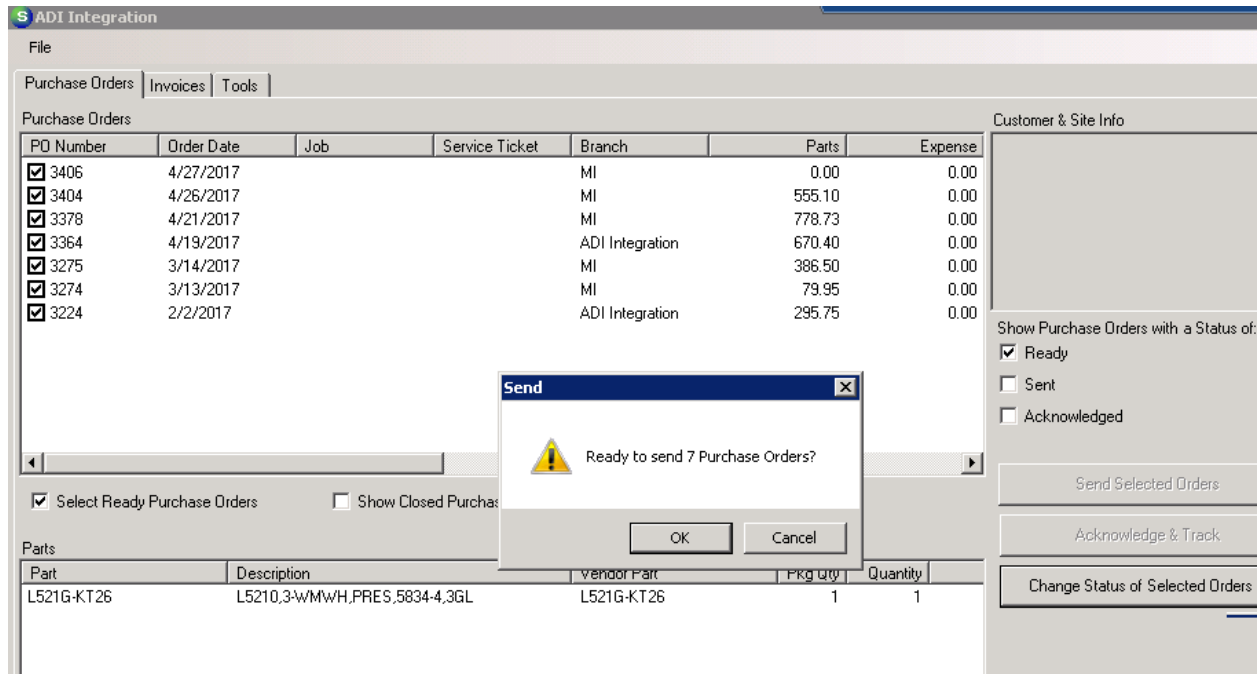 S ADI Integration
File
Purchase Orders Invoices Tools
Purchase Orders
Customer & Site Info
PO Number Order Date Job Service Ticket Branch Parts Expense
3406 4/27/2017 MI 0.00 0.00
3404 4/26/2017 MI 555.10 0.00
3378 4/21/2017 MI 778.73 0.00
3364 4/19/2017 ADI Integration 670.40 0.00
3275 3/14/2017 MI 386.50 0.00
3274 3/13/2017 MI 79.95 0.00
3224 2/2/2017 ADI Integration 295.75 0.00
Show Purchase Orders with a Status of:
Ready
Sent
Acknowledged
Send
Ready to send 7 Purchase Orders?
OK Cancel
Select Ready Purchase Orders Show Closed Purchas
Send Selected Orders
Acknowledge & Track
Change Status of Selected Orders
Parts
Part Description Vendor Part Pkg Qty Quantity
L521G-KT26 L5210,3-WMWH,PRES,5834-4,3GL L521G-KT26 1 1